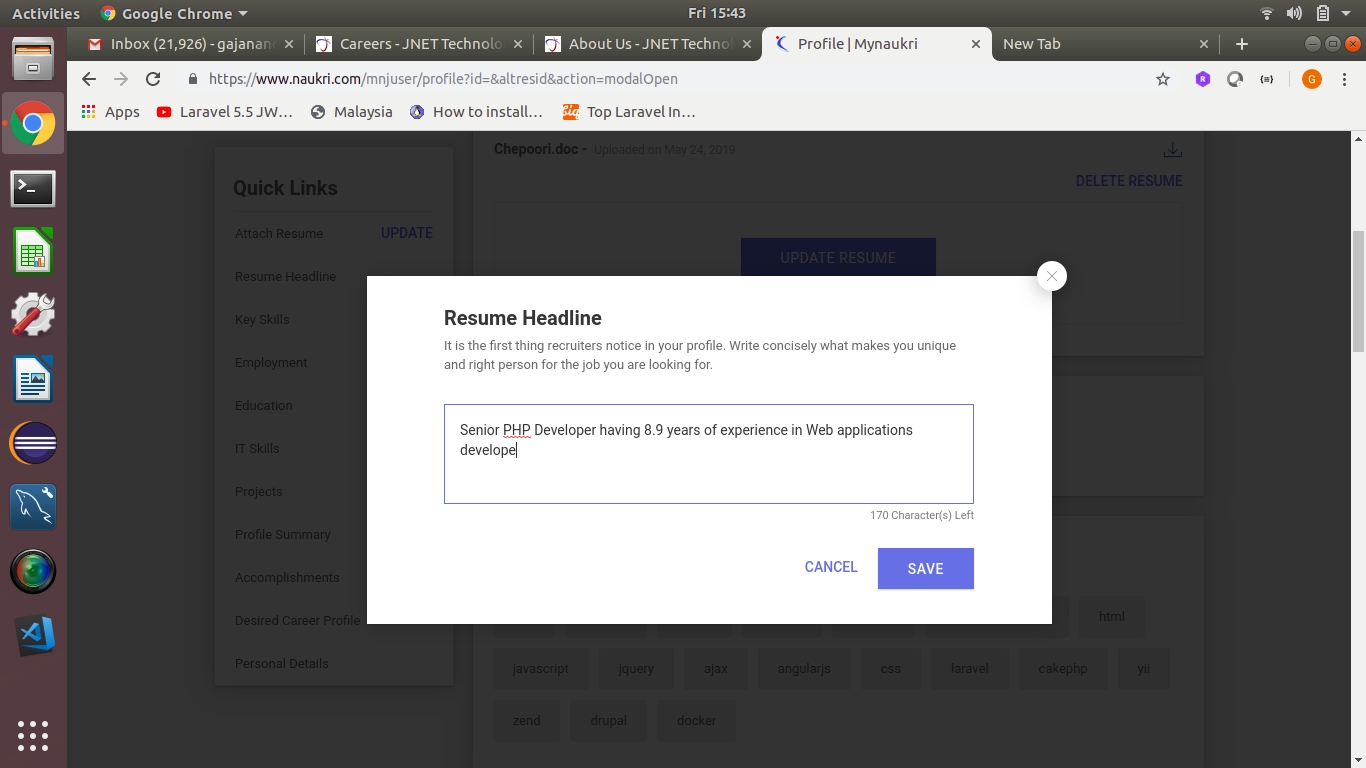 Activities
Google Chrome
Fri 15:43
Inbox (21,926) - gajanan
Careers - JNET Technolo
About Us - JNET Technol
Profile | Mynaukri
New Tab
https://www.naukri.com/mnjuser/profile?id=&altresid&action=modalOpen
R
G
Apps
Laravel 5.5 JW...
Malaysia
How to install...
Top Laravel In...
Chepoori.doc - Uploaded on May 24, 2019
DELETE RESUME
Quick Links
Attach Resume UPDATE
UPDATE RESUME
Resume Headline
Key Skills
Employment
Education
IT Skills
Projects
Profile Summary
Accomplishments
Desired Career Profile
Personal Details
Resume Headline
It is the first thing recruiters notice in your profile. Write concisely what makes you unique
and right person for the job you are looking for.
Senior PHP Developer having 8.9 years of experience in Web applications
develope
170 Character(s) Left
CANCEL SAVE
html
javascript jquery ajax angularjs css laravel cakephp yii
zend drupal docker